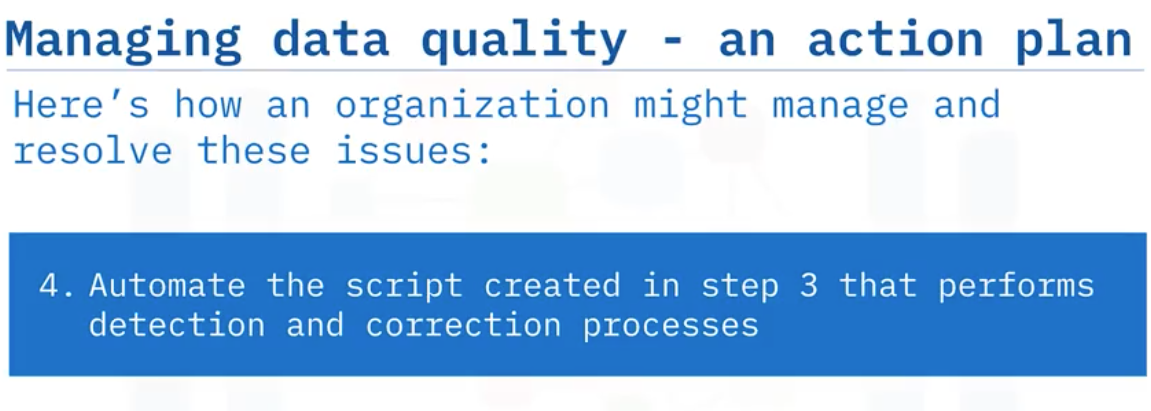 Managing data quality - an action plan
Here’s how an organization might manage and
resolve these issues:
4. Automate the script created in step 3 that performs
detection and correction processes